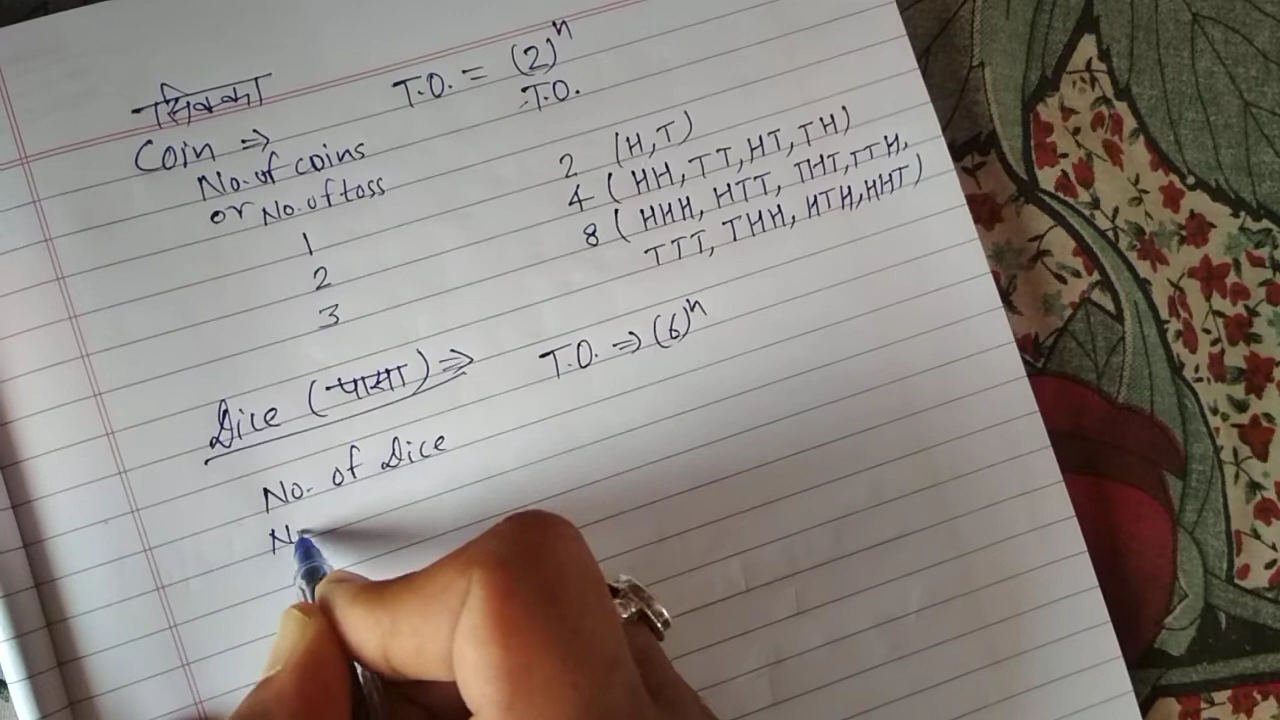 सिक्का T.O. = (2)^n
Coin ⇒ T.O.
No. of coins
or No. of toss
1 2 (H, T)
2 4 (HH, TT, HT, TH)
3 8 (HHH, HTT, THT, TTH,
TTT, THH, HTH, HHT)
Dice (पासा) ⇒ T.O. ⇒ (6)^n
No. of Dice
No